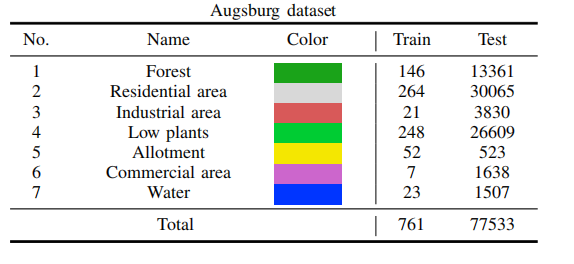 Augsburg dataset
No. Name Color Train Test
1 Forest 146 13361
2 Residential area 264 30065
3 Industrial area 21 3830
4 Low plants 248 26609
5 Allotment 52 523
6 Commercial area 7 1638
7 Water 23 1507
Total 761 77533